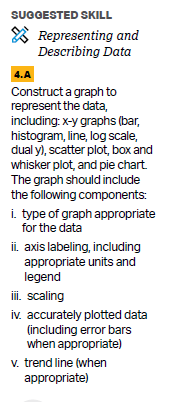 SUGGESTED SKILL
Representing and
Describing Data
4.A
Construct a graph to
represent the data,
including: x-y graphs (bar,
histogram, line, log scale,
dual y), scatter plot, box and
whisker plot, and pie chart.
The graph should include
the following components:
i. type of graph appropriate
for the data
ii. axis labeling, including
appropriate units and
legend
iii. scaling
iv. accurately plotted data
(including error bars
when appropriate)
v. trend line (when
appropriate)